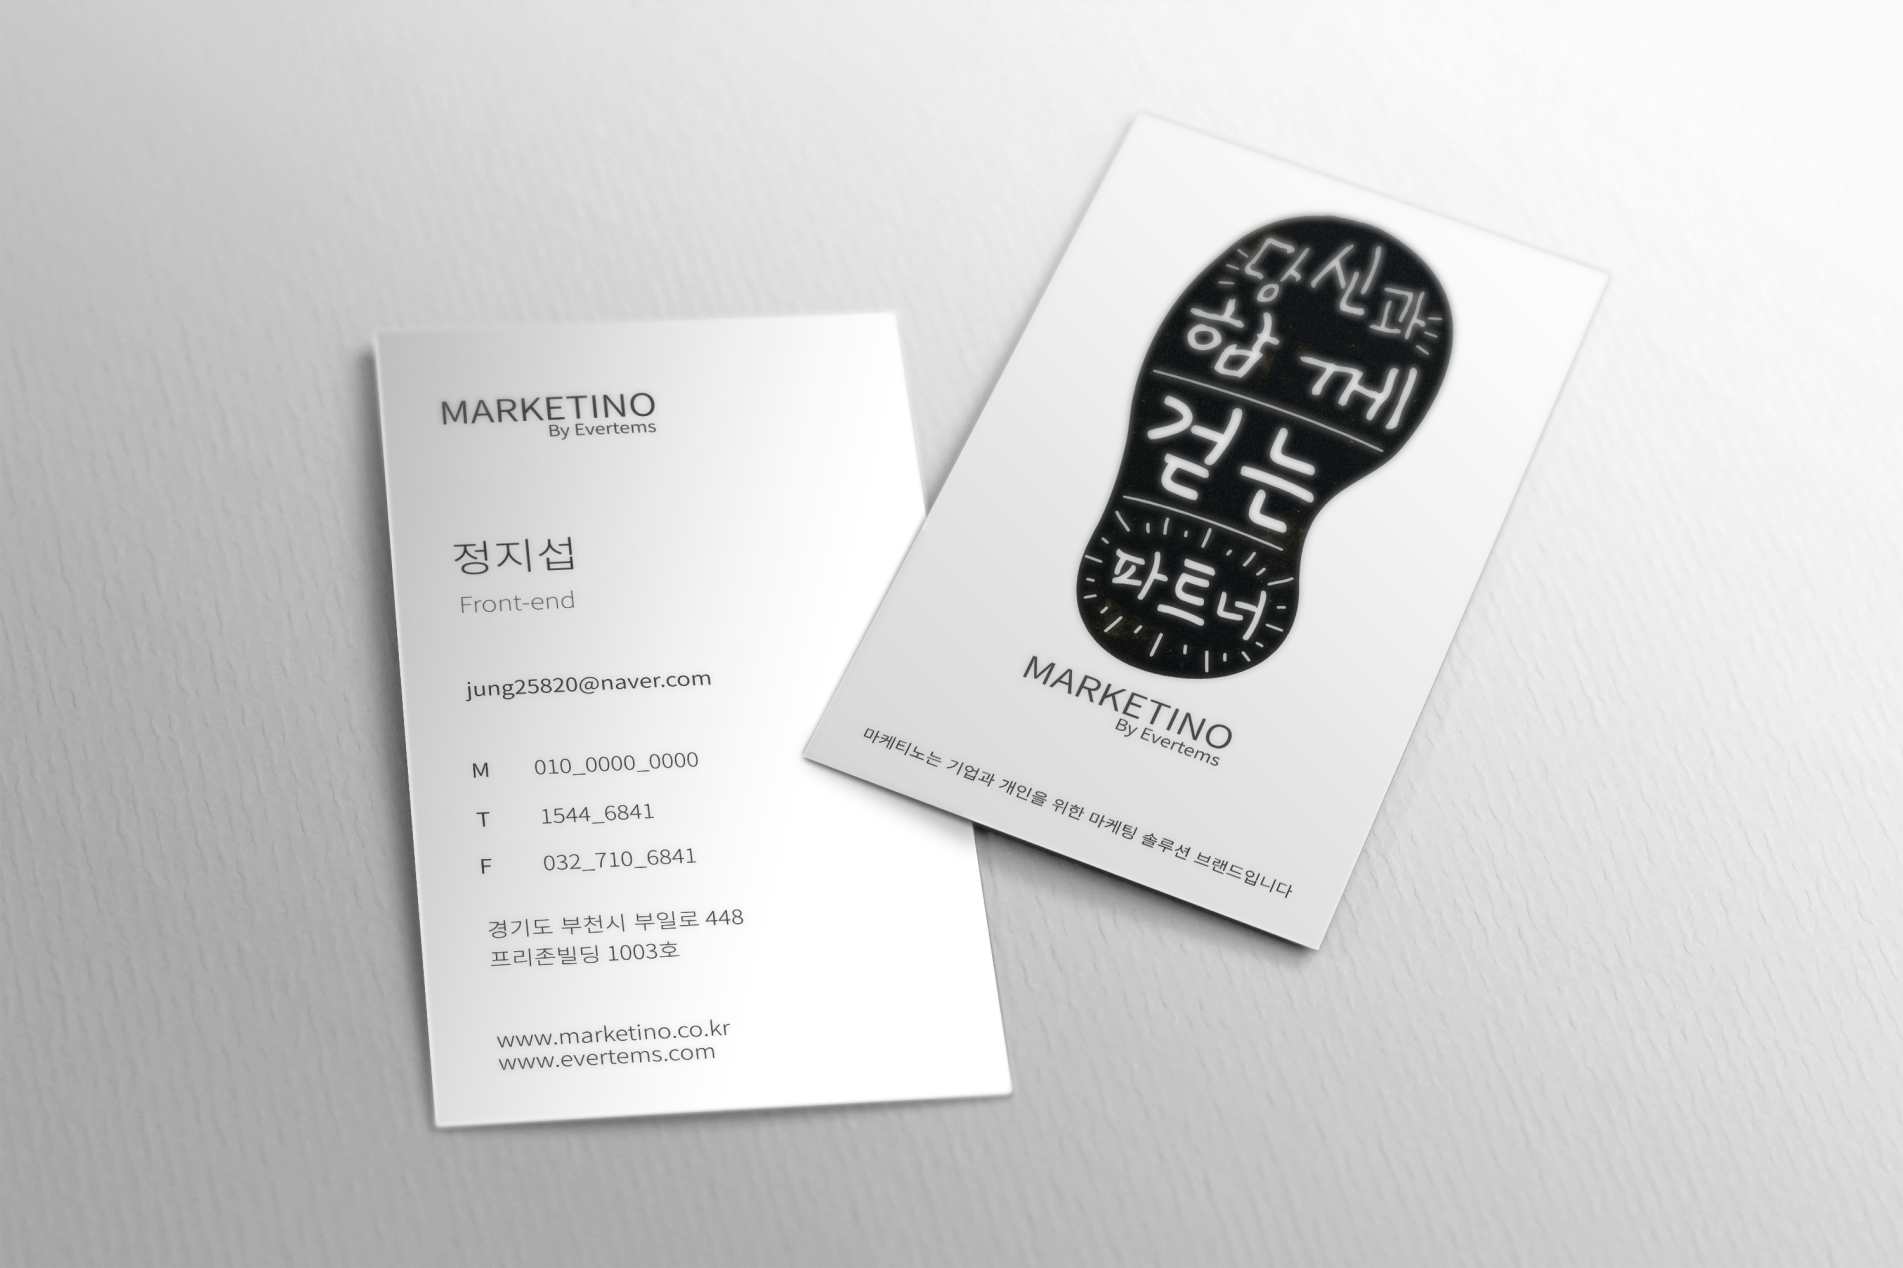 MARKETINO
By Evertems
정지섭
Front-end
jung25820@naver.com
M 010_0000_0000
T 1544_6841
F 032_710_6841
경기도 부천시 부일로 448
프리존빌딩 1003호
www.marketino.co.kr
www.evertems.com
당신과
함께
걷는
파트너
MARKETINO
By Evertems
마케티노는 기업과 개인을 위한 마케팅 솔루션 브랜드입니다